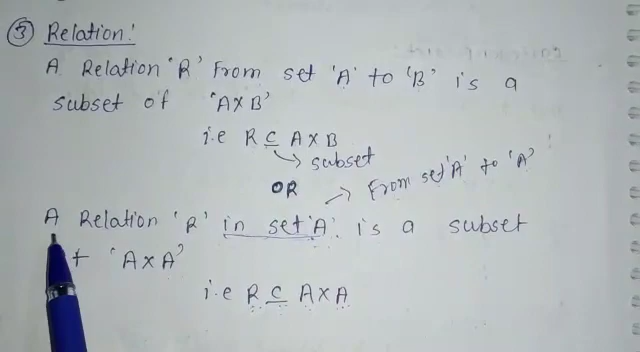 ③ Relation:
A Relation 'R' From set 'A' to 'B' is a
subset of 'A×B'
i.e R ⊆ A×B
→ subset
OR → From set 'A' to 'A'
A Relation 'R' in set 'A'. is a subset
'A×A'
i.e R ⊆ A×A